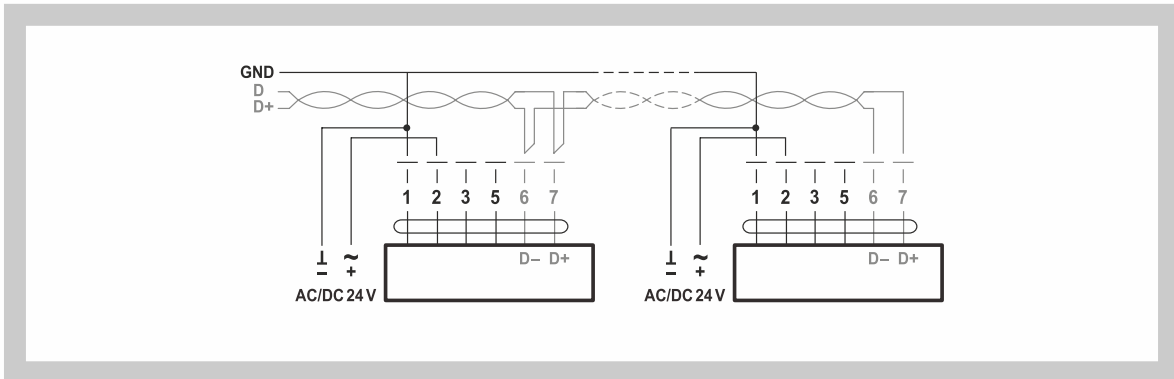 GND
D
D+
1 2 3 5 6 7 1 2 3 5 6 7
⊥ ~ D– D+ ⊥ ~ D– D+
– + – +
AC/DC 24 V AC/DC 24 V